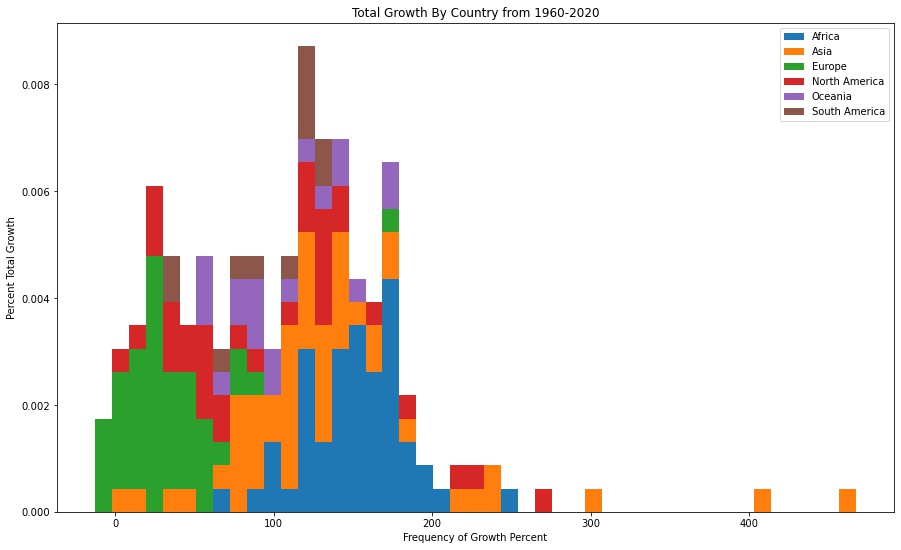 Total Growth By Country from 1960-2020
Africa
Asia
Europe
North America
Oceania
South America
Percent Total Growth
0.008
0.006
0.004
0.002
0.000
0
100
200
300
400
Frequency of Growth Percent